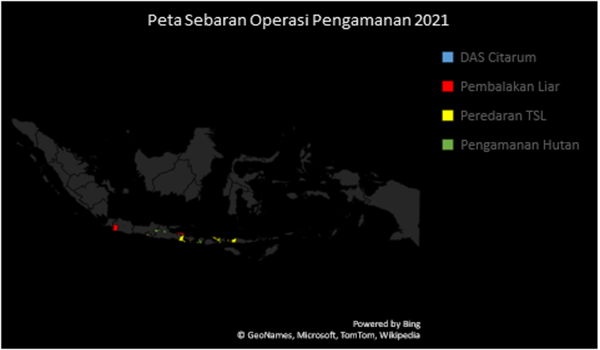 Peta Sebaran Operasi Pengamanan 2021
DAS Citarum
Pembalakan Liar
Peredaran TSL
Pengamanan Hutan
Powered by Bing
© GeoNames, Microsoft, TomTom, Wikipedia